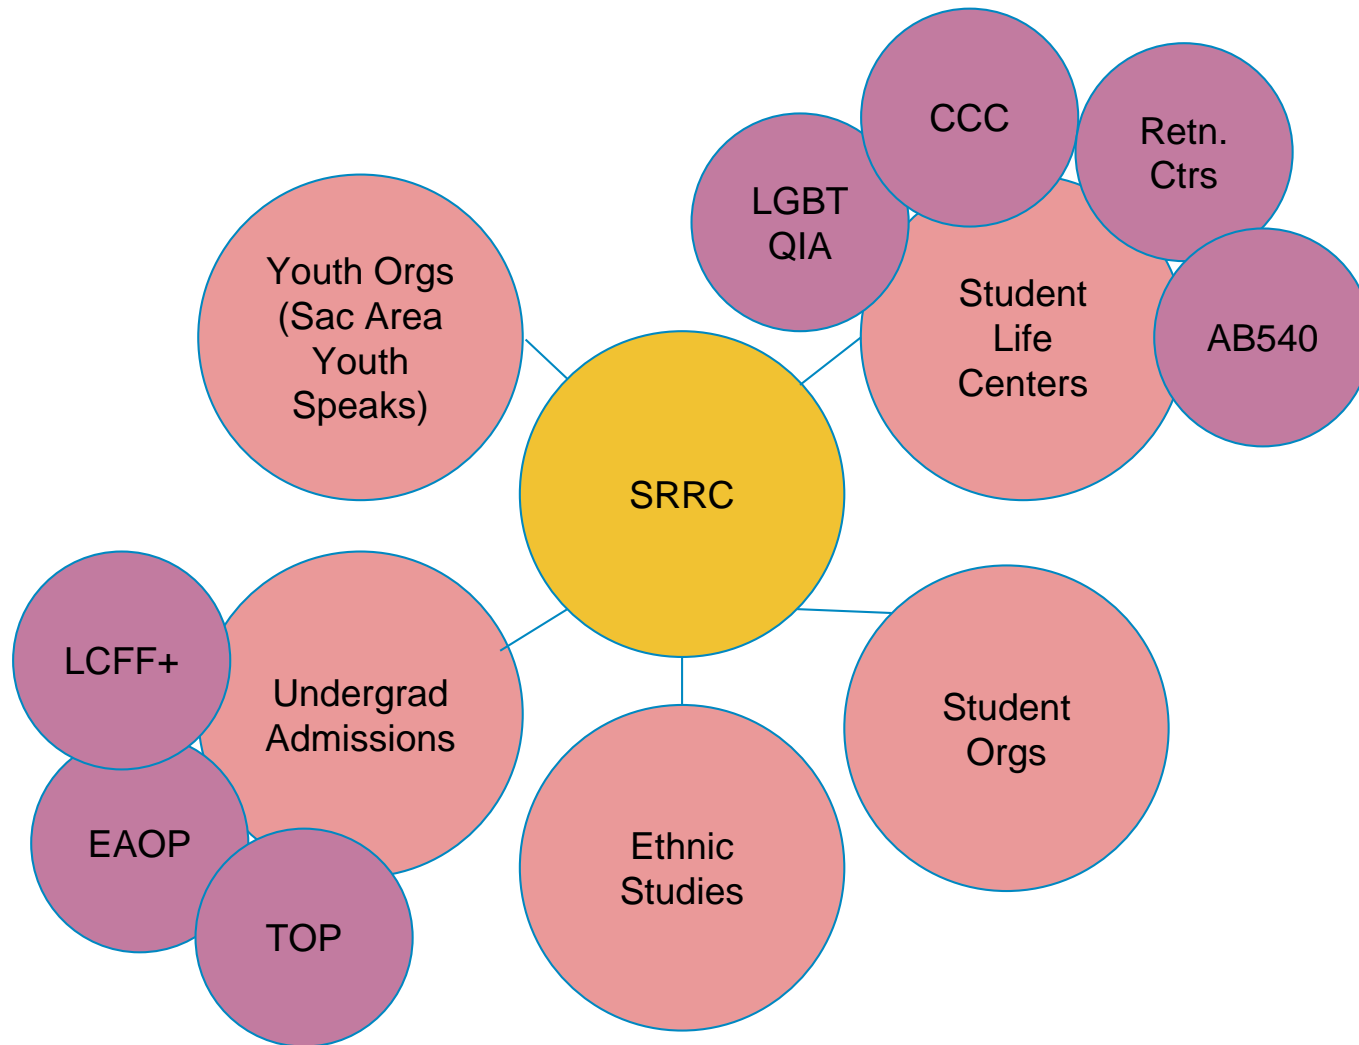 CCC
Retn.
Ctrs
LGBT
QIA
Youth Orgs
(Sac Area
Youth
Speaks)
Student
Life
Centers
AB540
SRRC
LCFF+
Undergrad
Admissions
Student
Orgs
EAOP
Ethnic
Studies
TOP